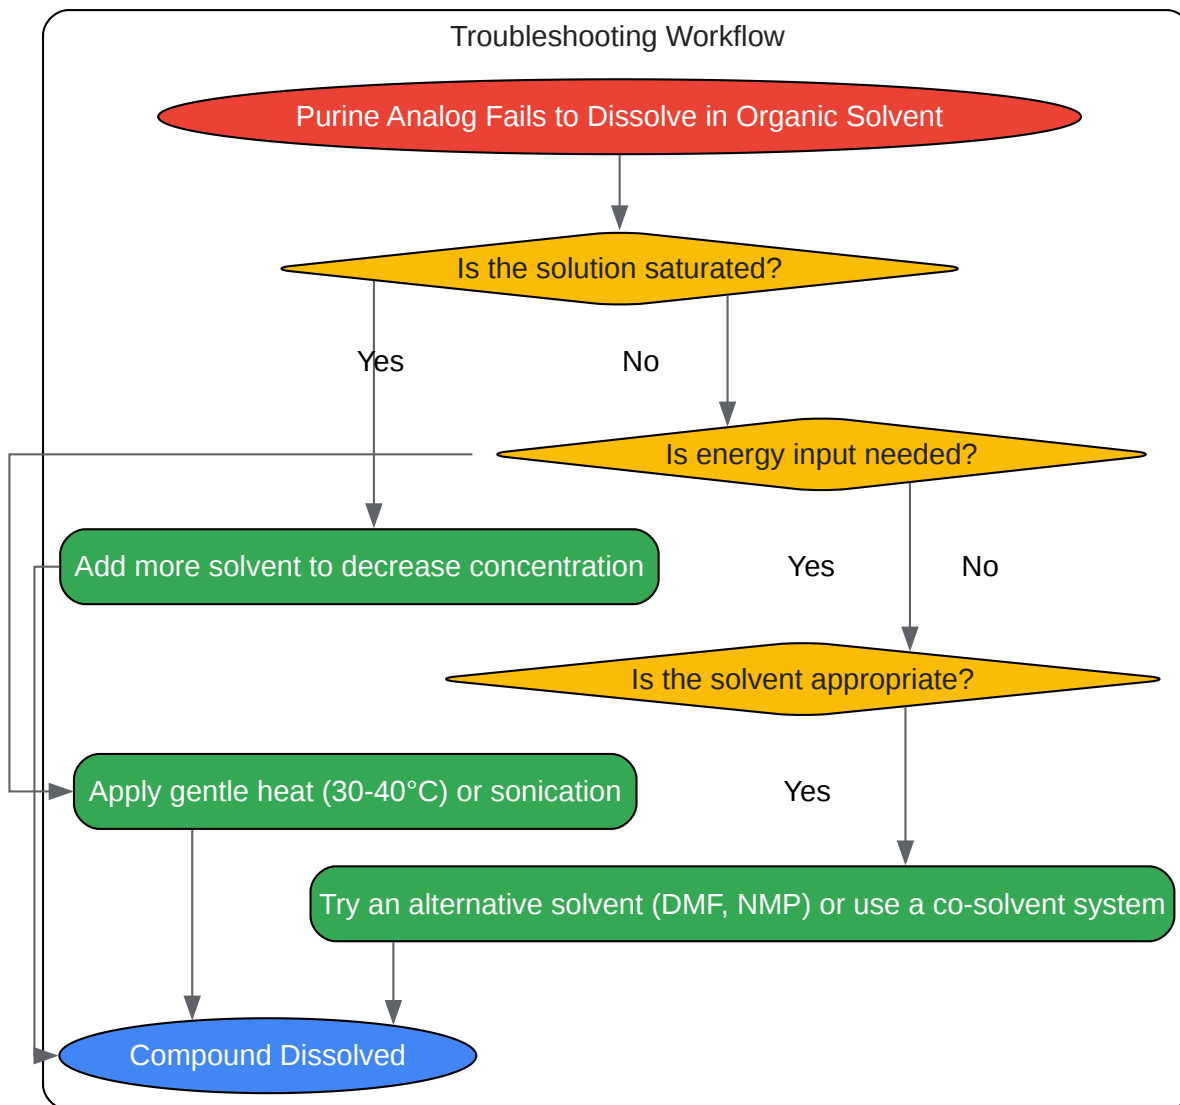 Troubleshooting Workflow
Purine Analog Fails to Dissolve in Organic Solvent
Is the solution saturated?
Yes
No
Is energy input needed?
Add more solvent to decrease concentration
Yes
No
Is the solvent appropriate?
Apply gentle heat (30-40°C) or sonication
Yes
Try an alternative solvent (DMF, NMP) or use a co-solvent system
Compound Dissolved